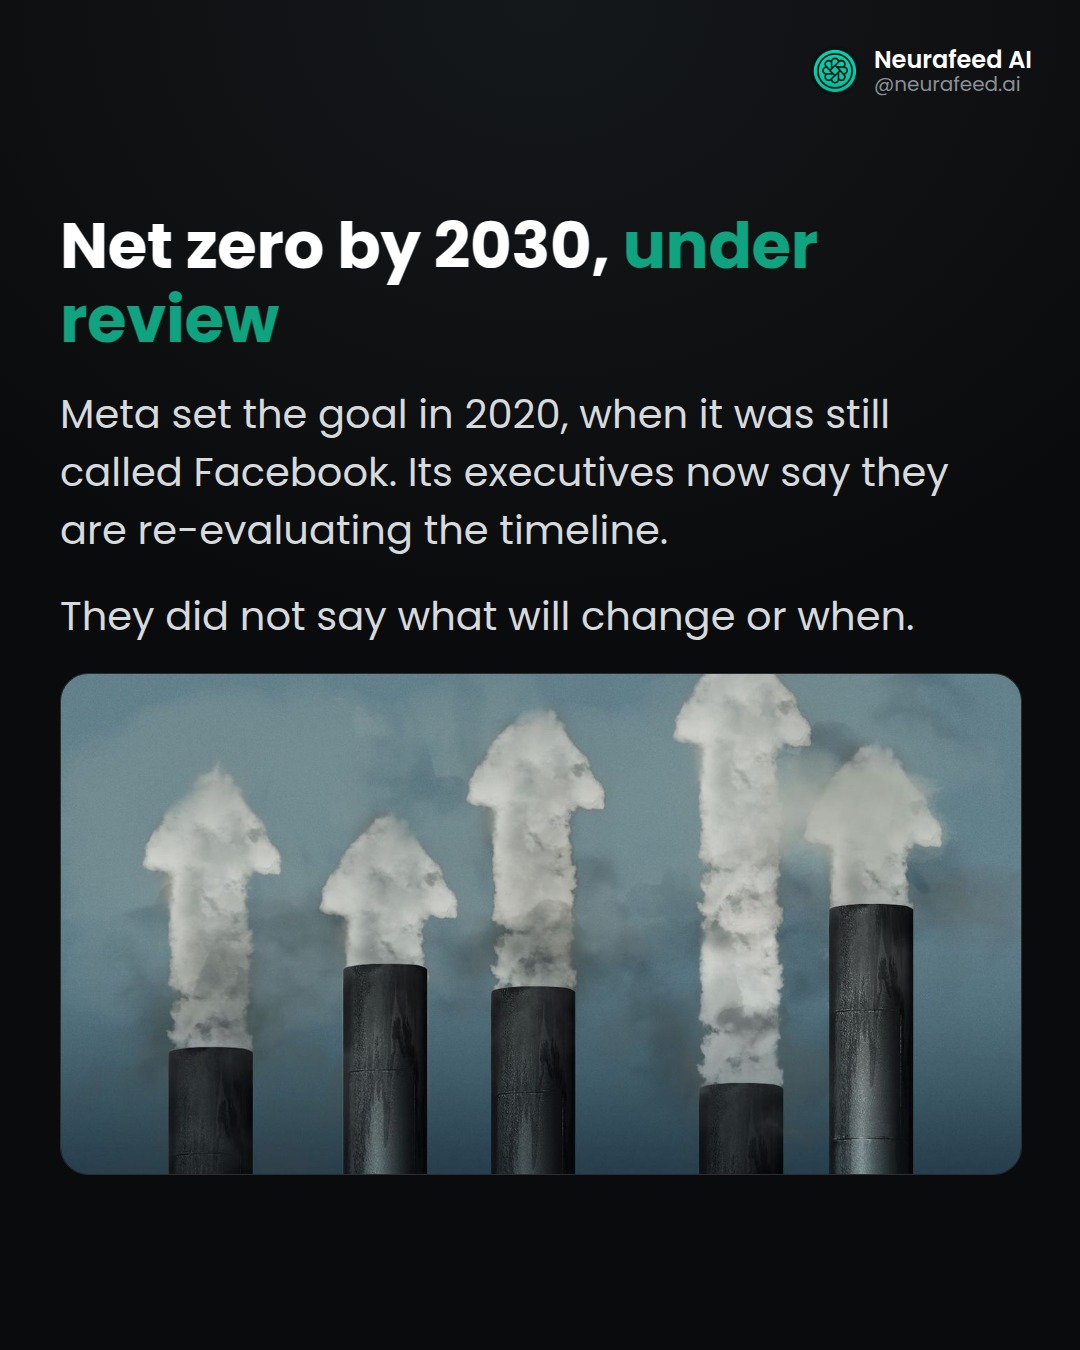 Neurafeed AI
@neurafeed.ai
Net zero by 2030, under
review
Meta set the goal in 2020, when it was still
called Facebook. Its executives now say they
are re-evaluating the timeline.
They did not say what will change or when.